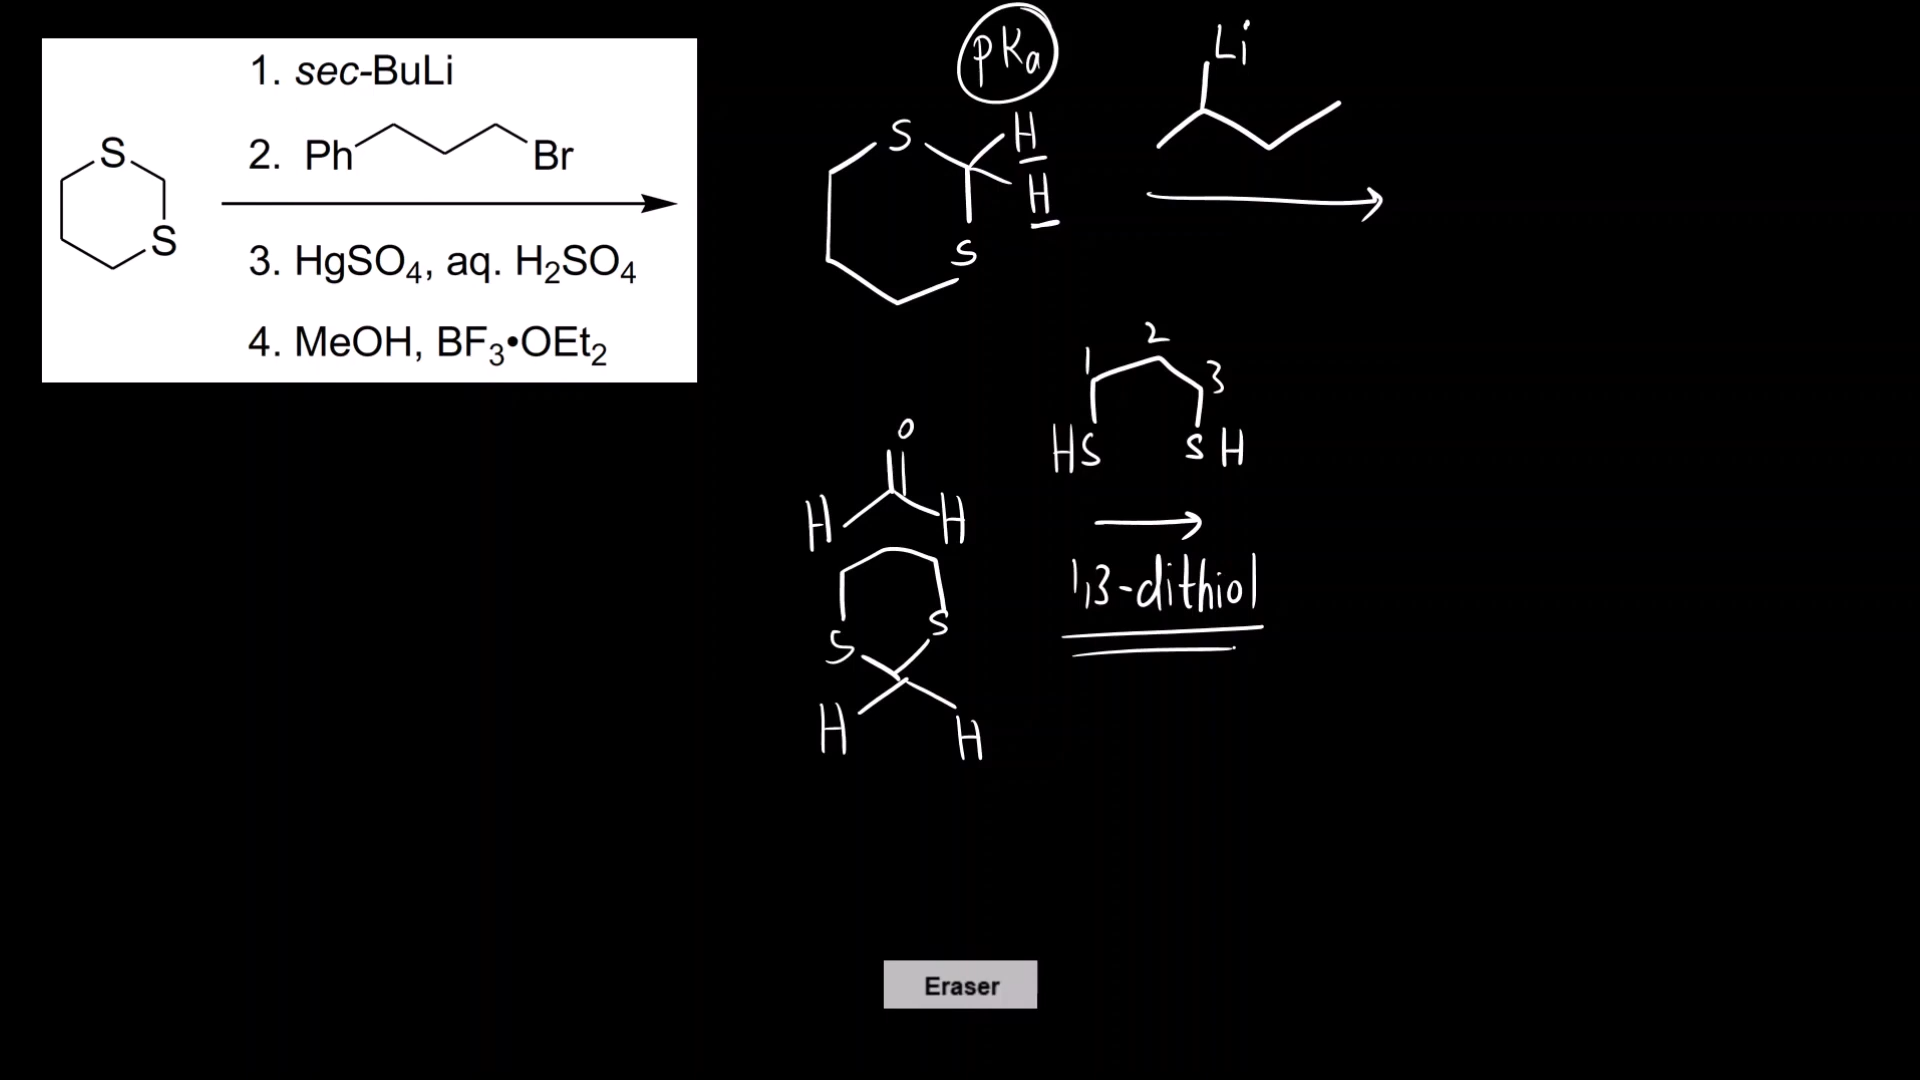 1. sec-BuLi
2. Ph Br
S
S
3. HgSO4, aq. H2SO4
4. MeOH, BF3•OEt2
pKa
Li
S
H
H
S
1
2
3
HS
SH
O
H
H
1,3-dithiol
S
S
H
H
Eraser